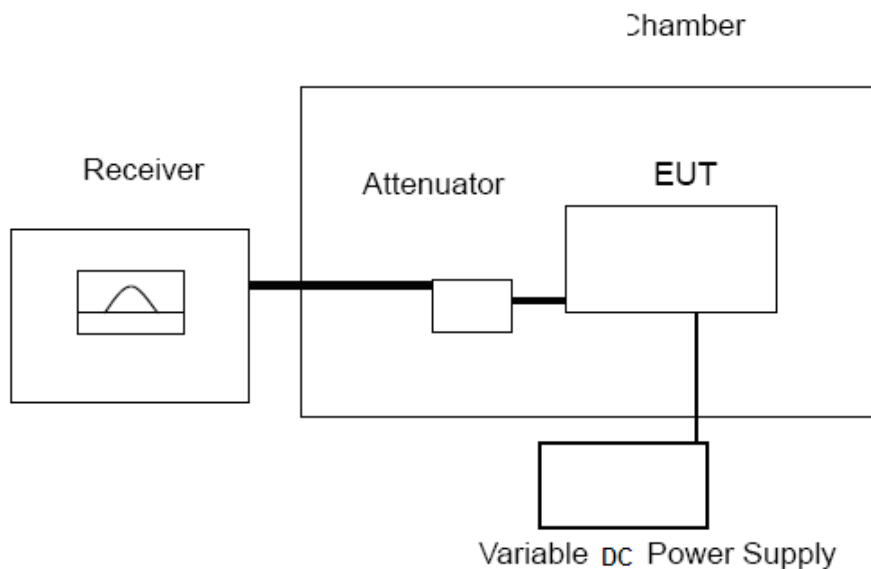 Chamber
Receiver
Attenuator
EUT
Variable DC Power Supply